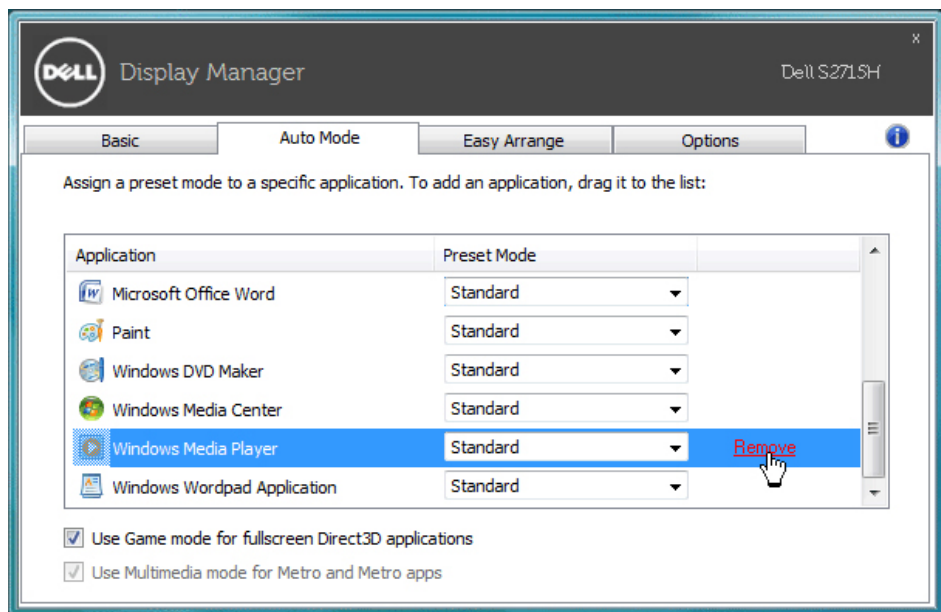 x
DELL Display Manager Dell S2715H
Basic Auto Mode Easy Arrange Options i
Assign a preset mode to a specific application. To add an application, drag it to the list:
Application Preset Mode
Microsoft Office Word Standard
Paint Standard
Windows DVD Maker Standard
Windows Media Center Standard
Windows Media Player Standard Remove
Windows Wordpad Application Standard
Use Game mode for fullscreen Direct3D applications
Use Multimedia mode for Metro and Metro apps